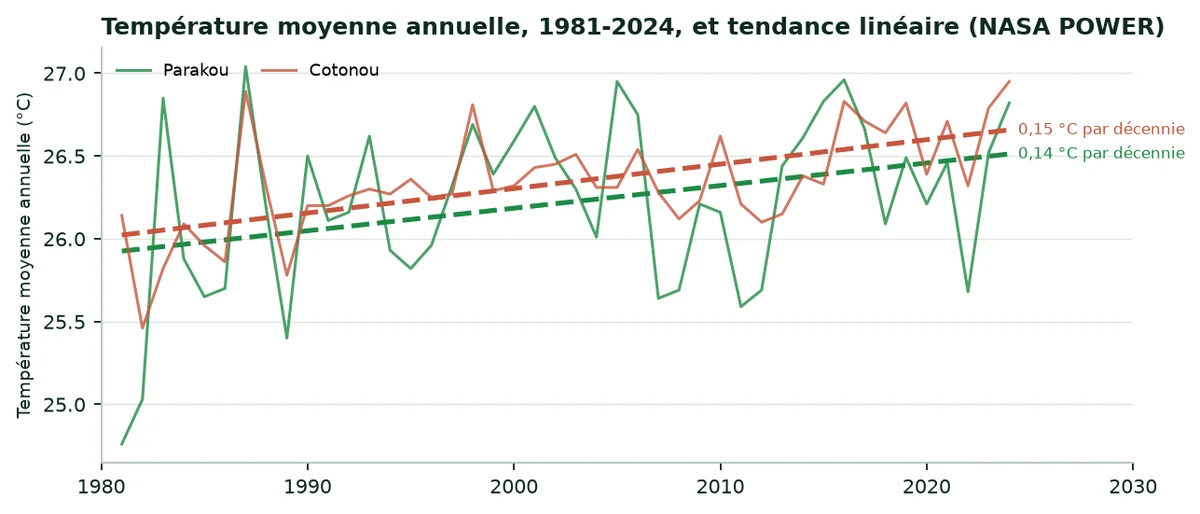 Température moyenne annuelle, 1981-2024, et tendance linéaire (NASA POWER)
Parakou
Cotonou
Température moyenne annuelle (°C)
27.0
26.5
26.0
25.5
25.0
0,15 °C par décennie
0,14 °C par décennie
1980
1990
2000
2010
2020
2030